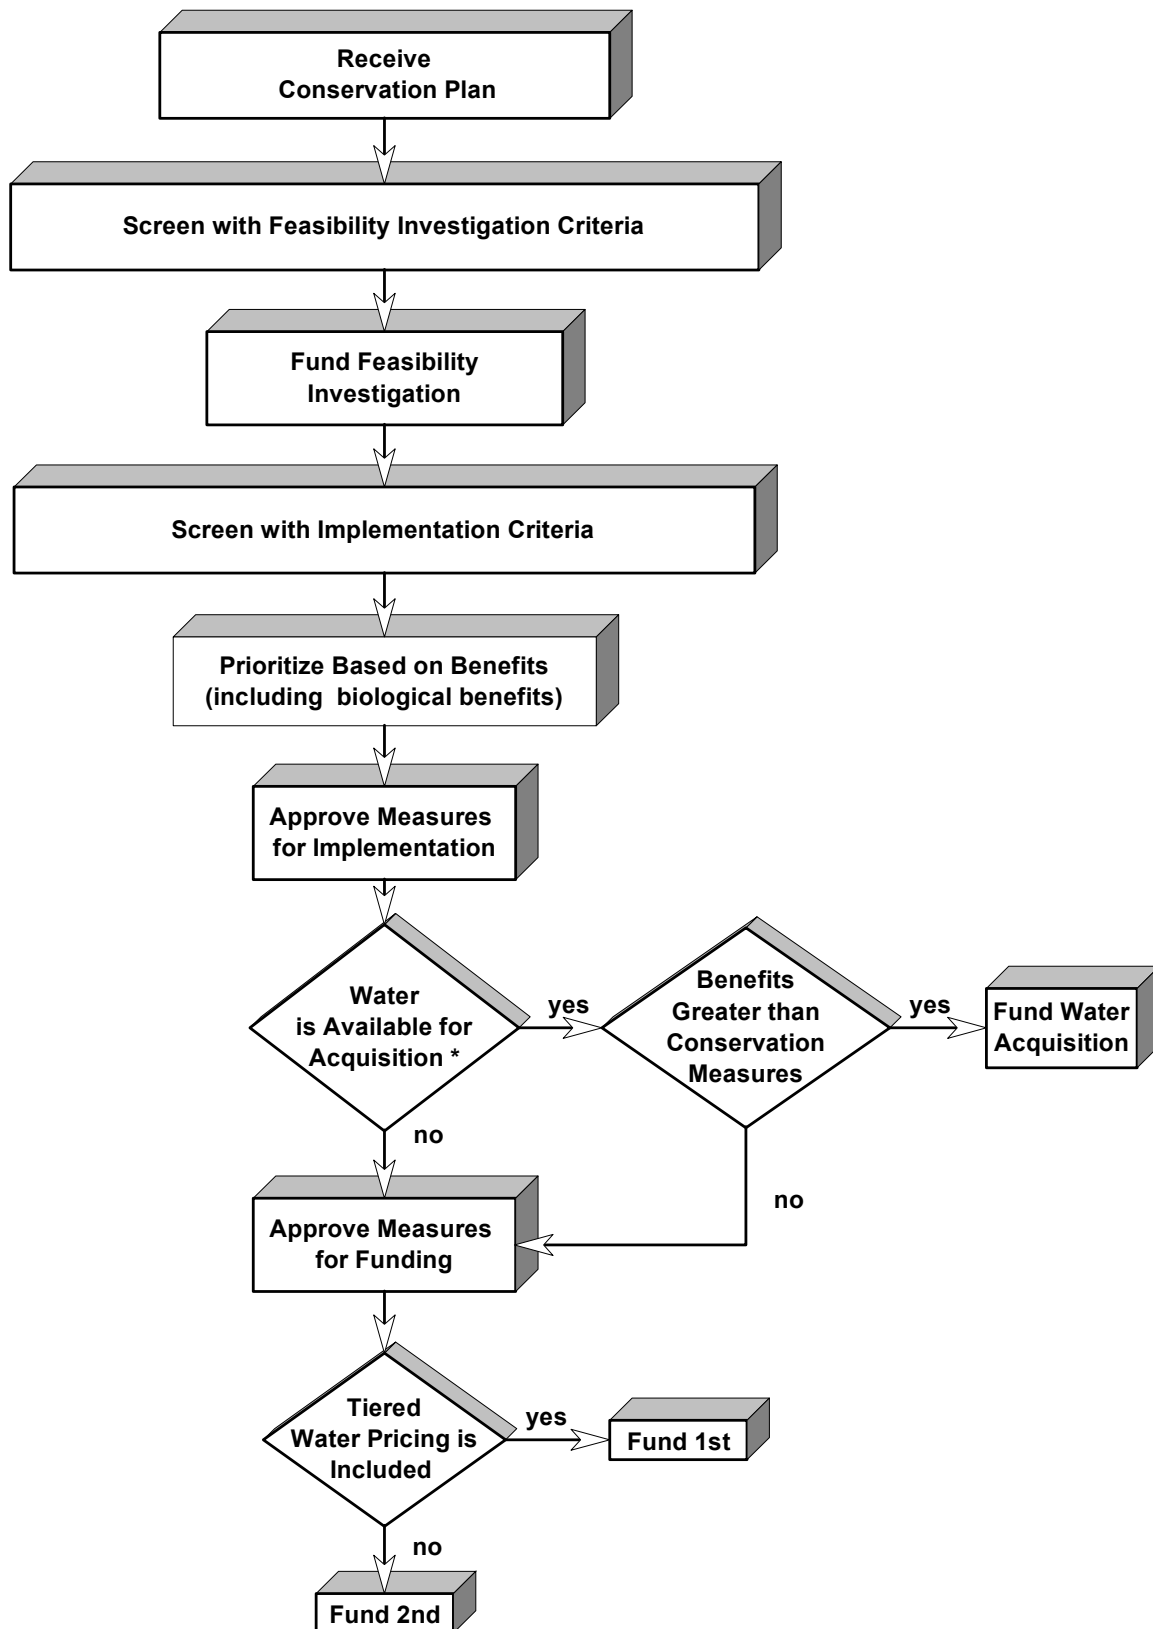 Receive
Conservation Plan
Screen with Feasibility Investigation Criteria
Fund Feasibility
Investigation
Screen with Implementation Criteria
Prioritize Based on Benefits
(including biological benefits)
Approve Measures
for Implementation
Water
is Available for
Acquisition *
yes
Benefits
Greater than
Conservation
Measures
yes
Fund Water
Acquisition
no
no
Approve Measures
for Funding
Tiered
Water Pricing is
Included
yes
Fund 1st
no
Fund 2nd